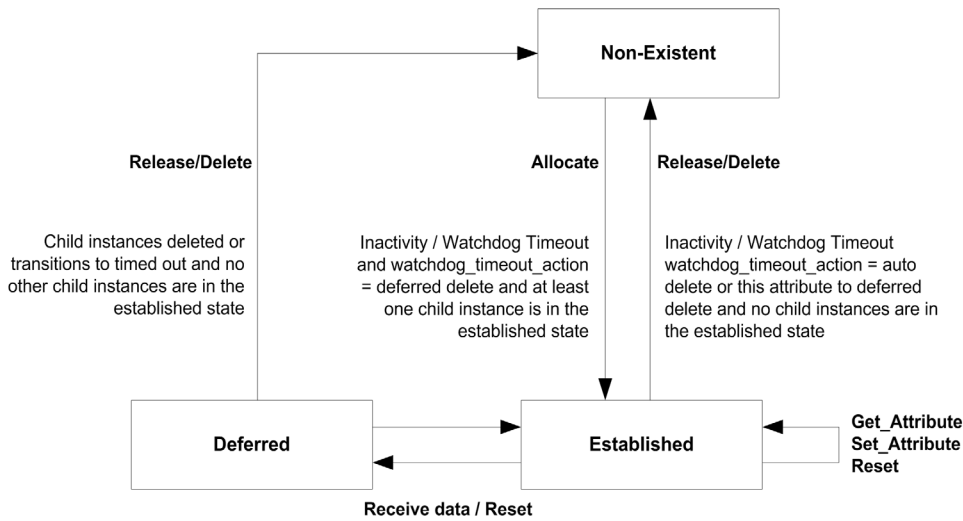 Non-Existent
Release/Delete
Allocate
Release/Delete
Child instances deleted or
transitions to timed out and no
other child instances are in the
established state
Inactivity / Watchdog Timeout
and watchdog_timeout_action
= deferred delete and at least
one child instance is in the
established state
Inactivity / Watchdog Timeout
watchdog_timeout_action = auto
delete or this attribute to deferred
delete and no child instances are in
the established state
Deferred
Established
Get_Attribute
Set_Attribute
Reset
Receive data / Reset